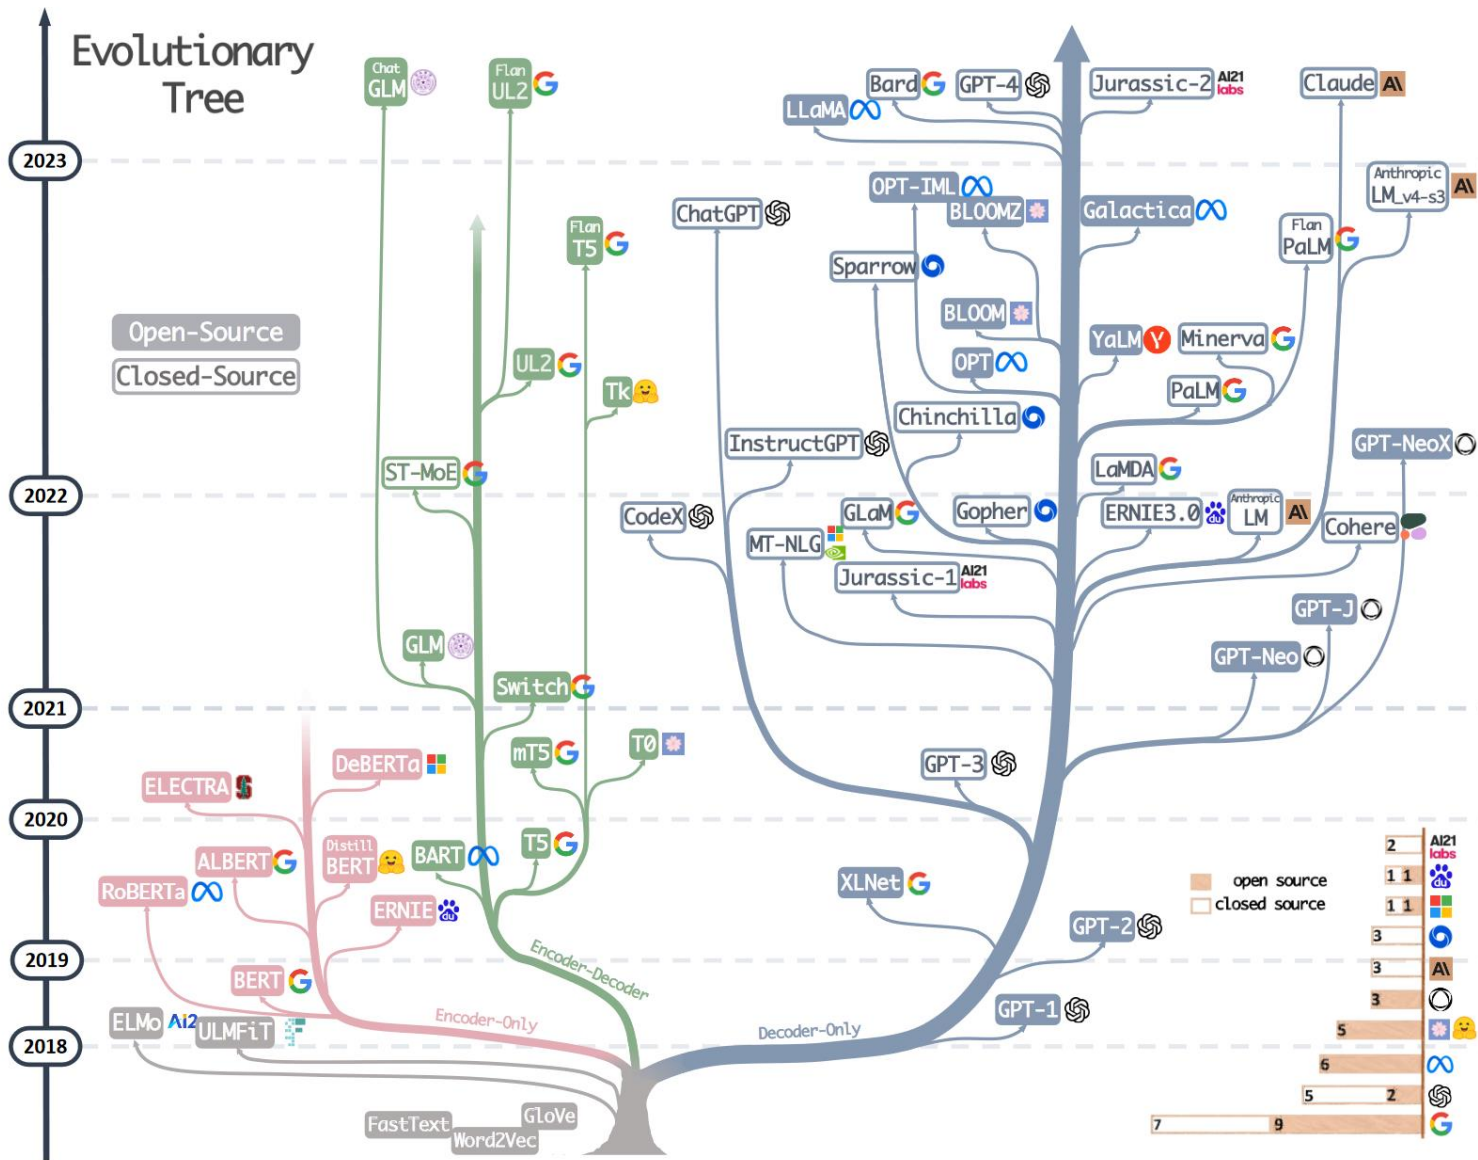 Evolutionary
Tree
2023
2022
2021
2020
2019
2018
Open-Source
Closed-Source
Chat
GLM
Flan
UL2
Flan
T5
UL2
Tk
ST-MoE
GLM
Switch
mT5
T0
T5
BART
Encoder-Decoder
DeBERTa
ELECTRA
ALBERT
Distill
BERT
RoBERTa
ERNIE
BERT
Encoder-Only
ELMo
Ai2
ULMFiT
FastText
Word2Vec
GloVe
Bard
GPT-4
Jurassic-2
AI21
labs
Claude
A\
LLaMA
OPT-IML
BLOOMZ
Galactica
Anthropic
LM_v4-s3
A\
ChatGPT
Flan
PaLM
Sparrow
BLOOM
YaLM
Minerva
OPT
PaLM
Chinchilla
InstructGPT
GPT-NeoX
LaMDA
CodeX
GLaM
Gopher
ERNIE3.0
du
Anthropic
LM
A\
Cohere
MT-NLG
Jurassic-1
AI21
labs
GPT-J
GPT-Neo
GPT-3
XLNet
GPT-2
GPT-1
Decoder-Only
open source
closed source
2
AI21
labs
1 1
du
1 1
3
3
A\
3
5
6
5 2
7 9